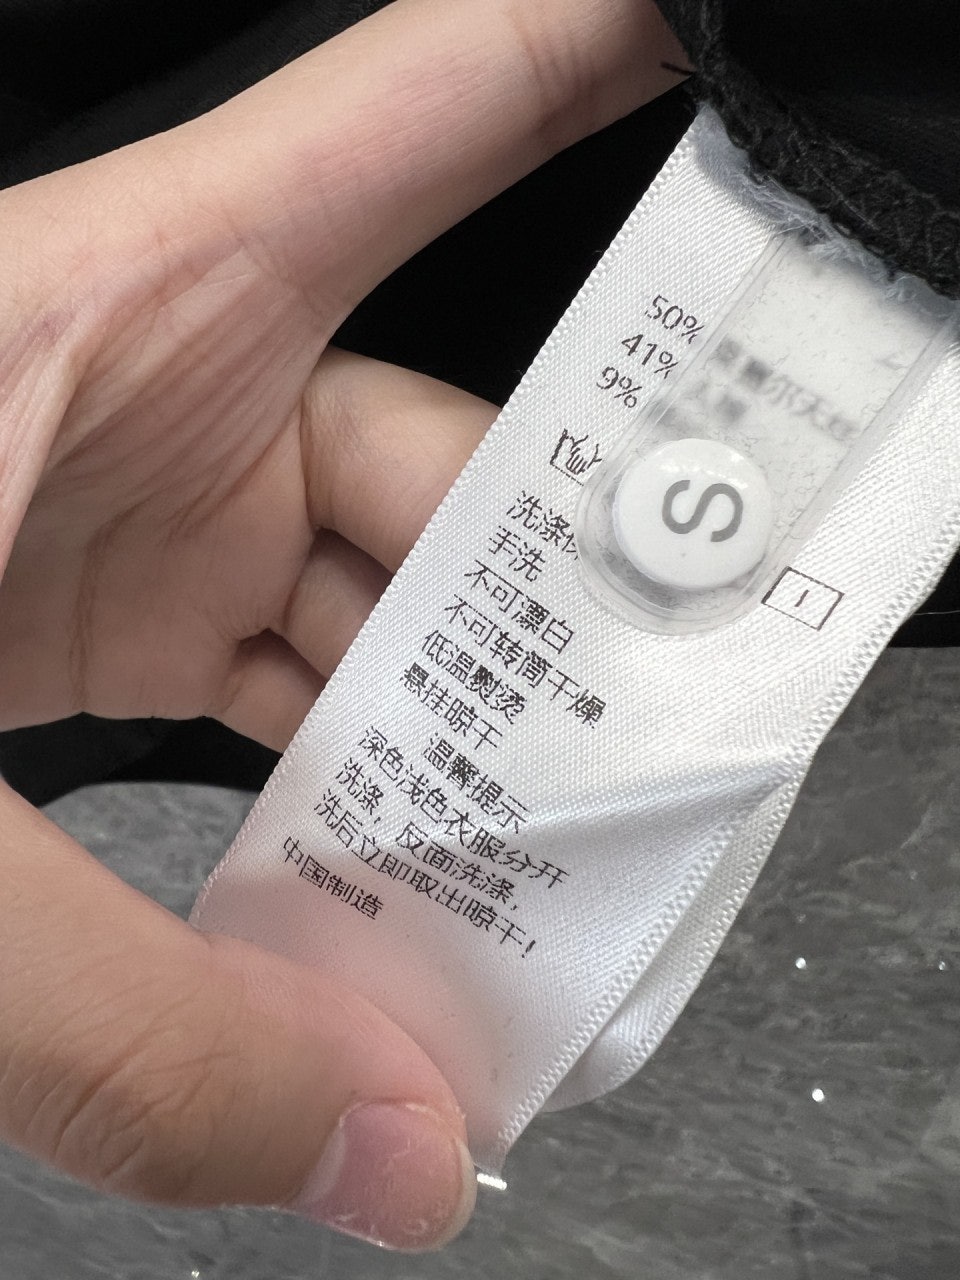 50%
41%
9%
S
洗涤
手洗
不可漂白
不可转筒干燥
低温熨烫
悬挂晾干
温馨提示
深色浅色衣服分开
洗涤，反面洗涤，
洗后立即取出晾干！
中国制造